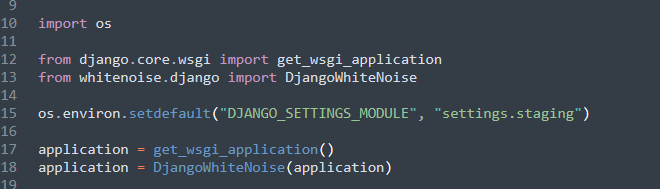 9
10 import os
11
12 from django.core.wsgi import get_wsgi_application
13 from whitenoise.django import DjangoWhiteNoise
14
15 os.environ.setdefault("DJANGO_SETTINGS_MODULE", "settings.staging")
16
17 application = get_wsgi_application()
18 application = DjangoWhiteNoise(application)
19